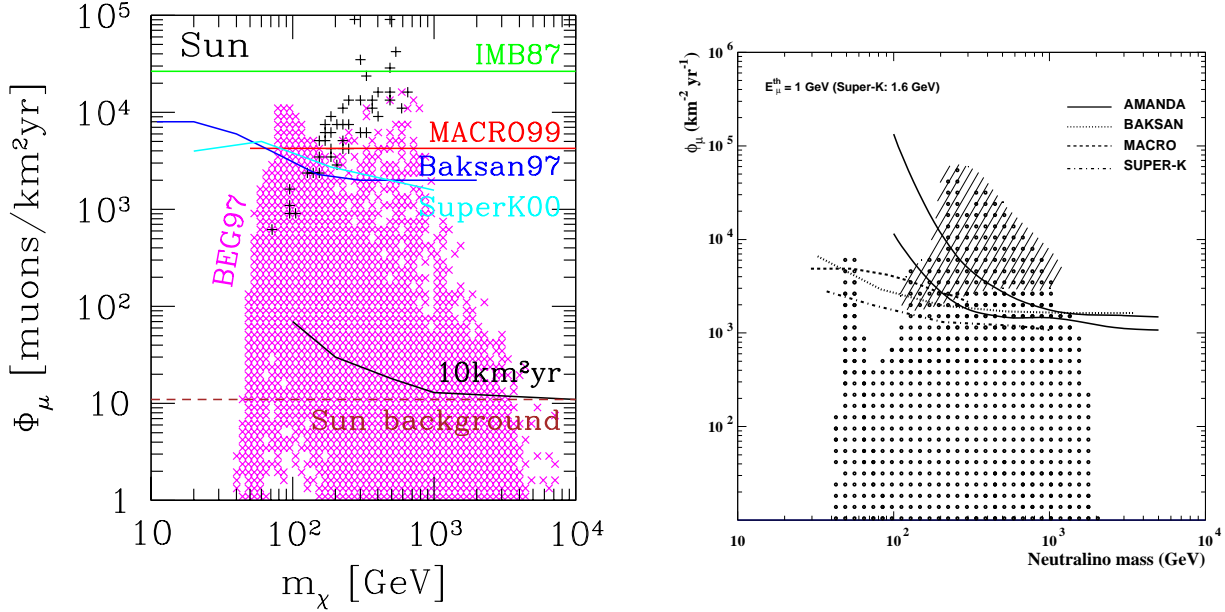 Sun
IMB87
MACRO99
Baksan97
SuperK00
BEG97
10km²yr
Sun background
Φμ [muons/km²yr]
10⁵
10⁴
10³
10²
10
1
10
10²
10³
10⁴
mχ [GeV]
E^th_μ = 1 GeV (Super-K: 1.6 GeV)
AMANDA
BAKSAN
MACRO
SUPER-K
ϕμ (km⁻² yr⁻¹)
10⁶
10⁵
10⁴
10³
10²
10
10²
10³
10⁴
Neutralino mass (GeV)